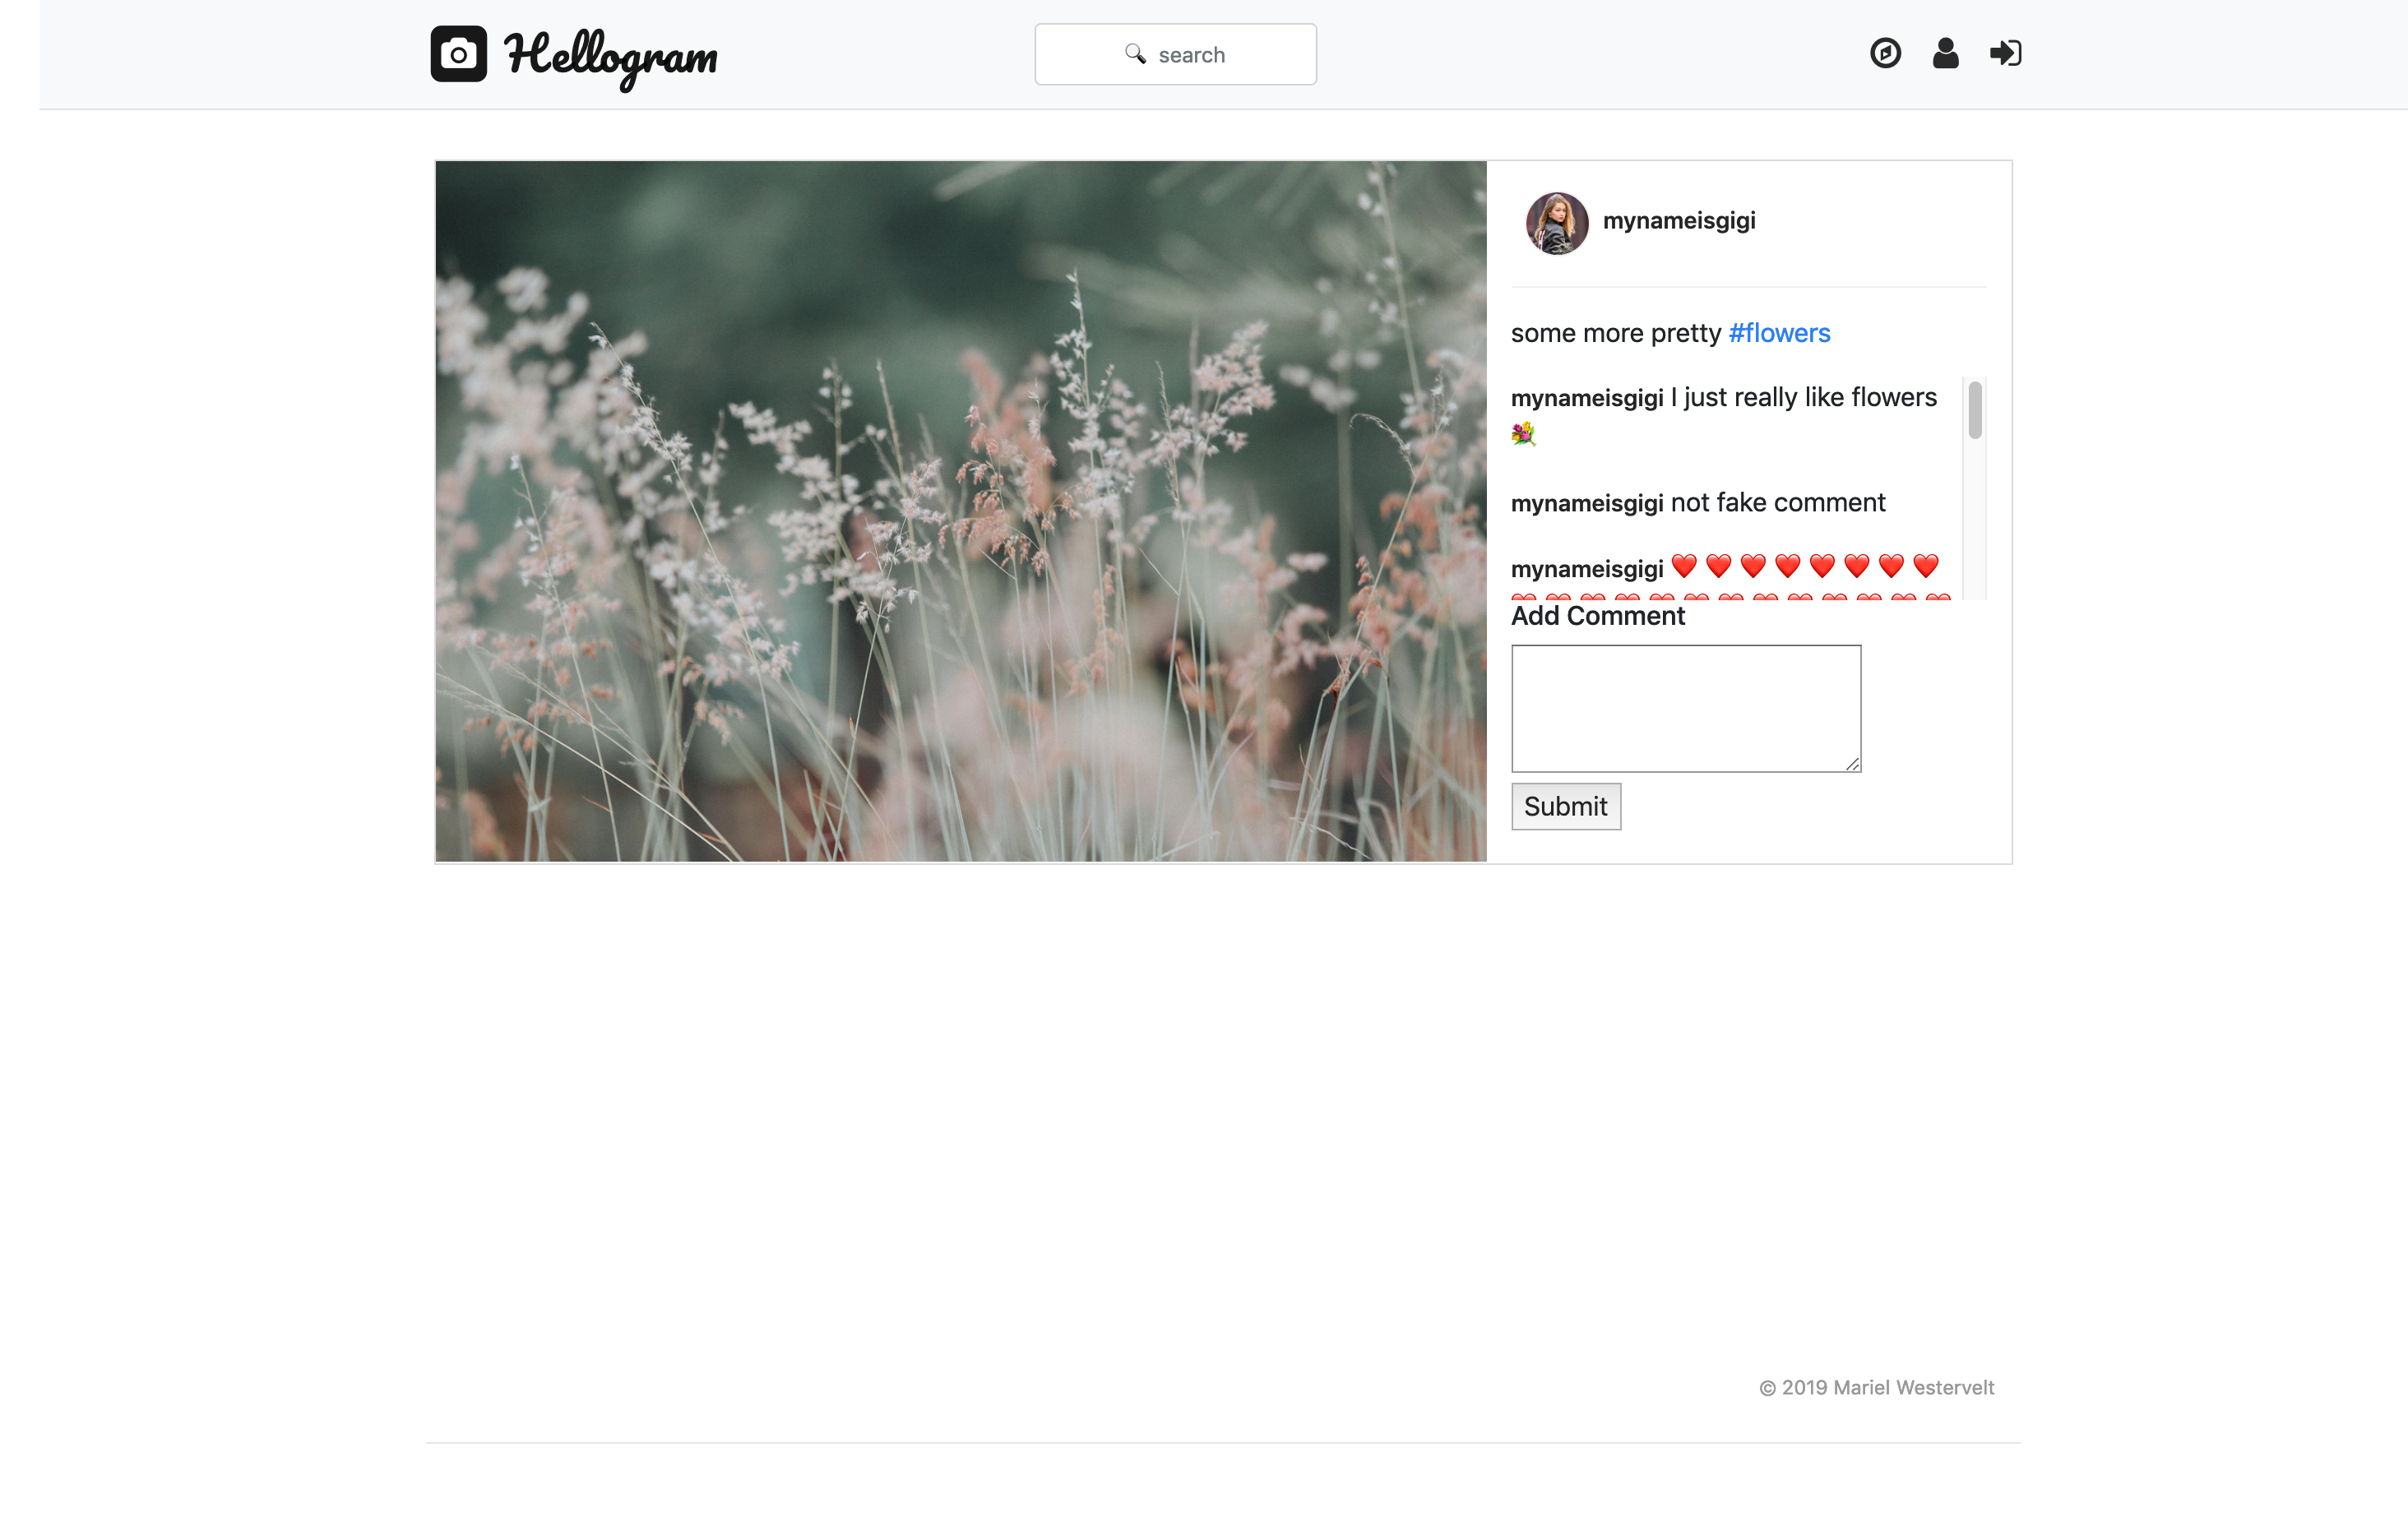 Hellogram
🔍 search
mynameisgigi
some more pretty #flowers
mynameisgigi I just really like flowers
💐
mynameisgigi not fake comment
mynameisgigi ❤️ ❤️ ❤️ ❤️ ❤️ ❤️ ❤️ ❤️
❤️ ❤️ ❤️ ❤️ ❤️ ❤️ ❤️ ❤️ ❤️ ❤️ ❤️ ❤️ ❤️
Add Comment
Submit
© 2019 Mariel Westervelt